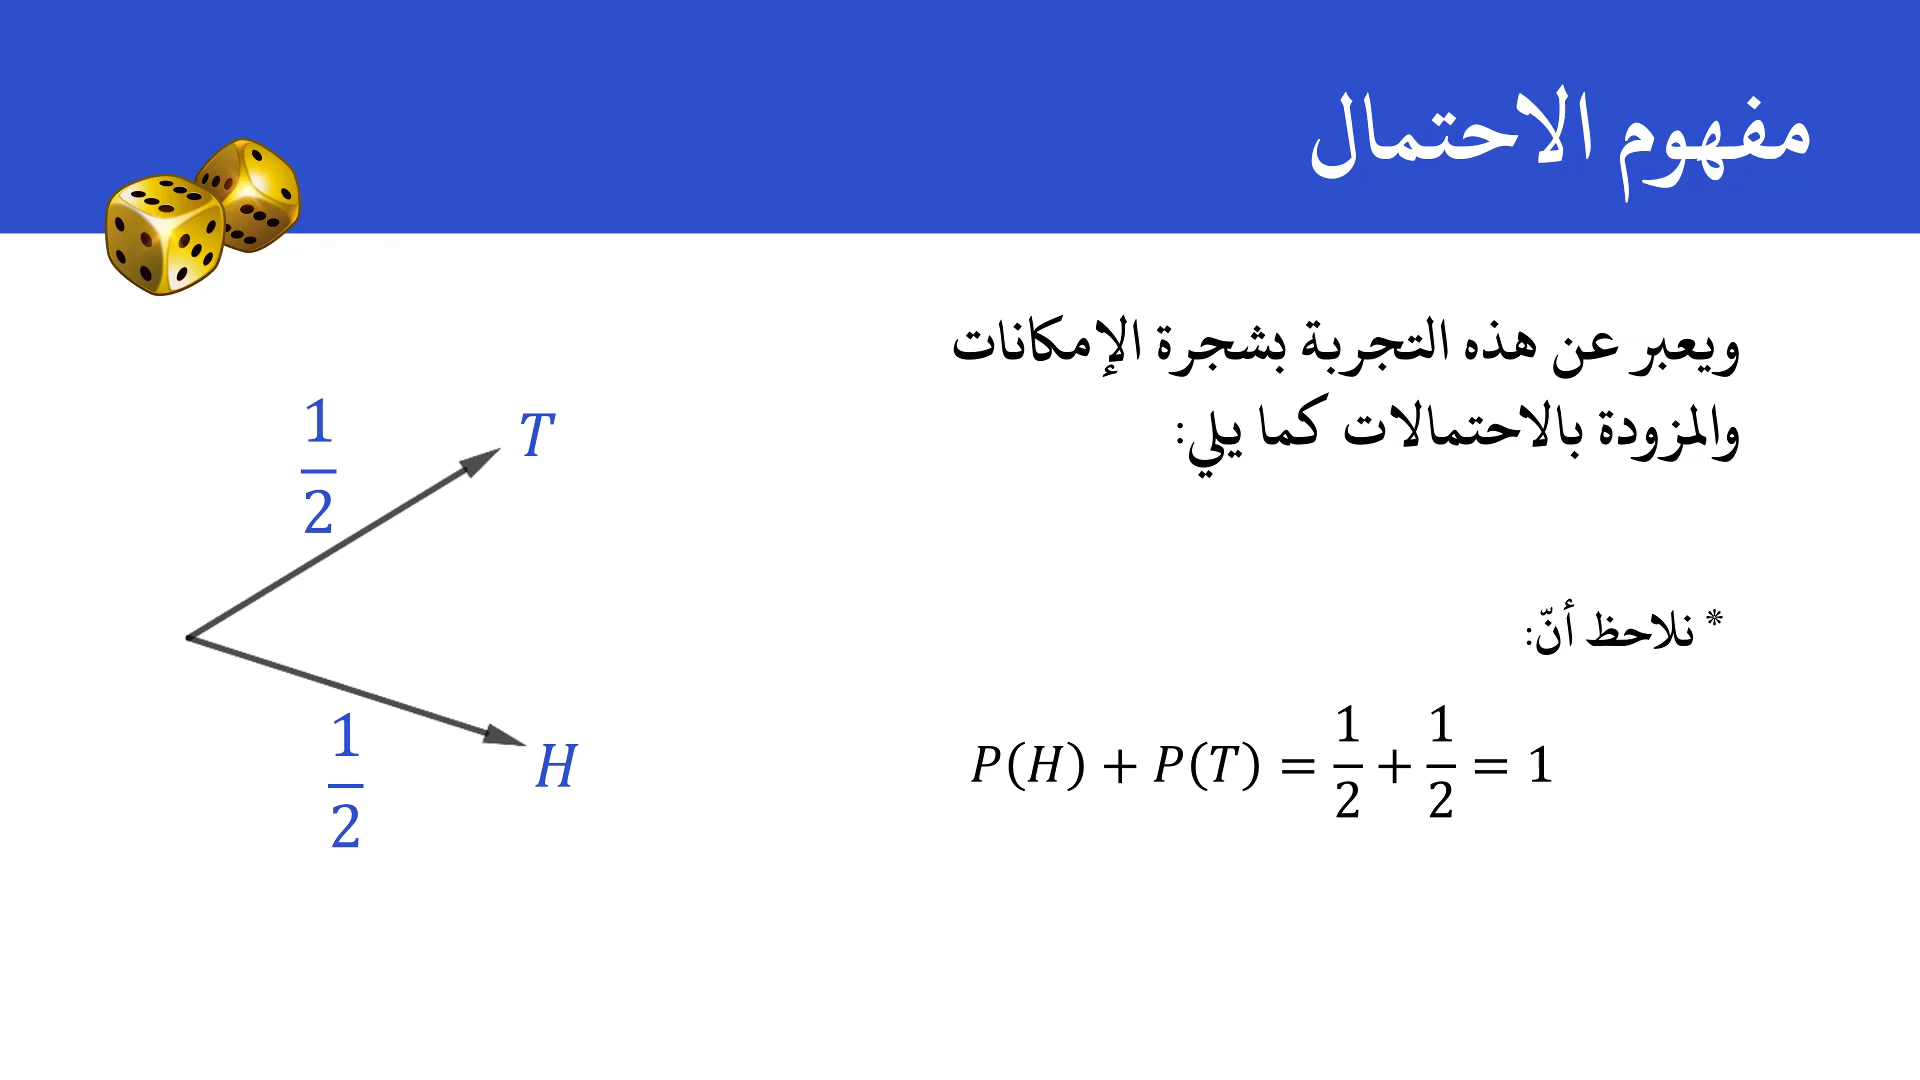 مفهوم الاحتمال
ويعبر عن هذه التجربة بشجرة الإمكانات
والمزودة بالاحتمالات كما يلي:
1/2 T
1/2 H
* نلاحظ أنّ:
P(H) + P(T) = 1/2 + 1/2 = 1